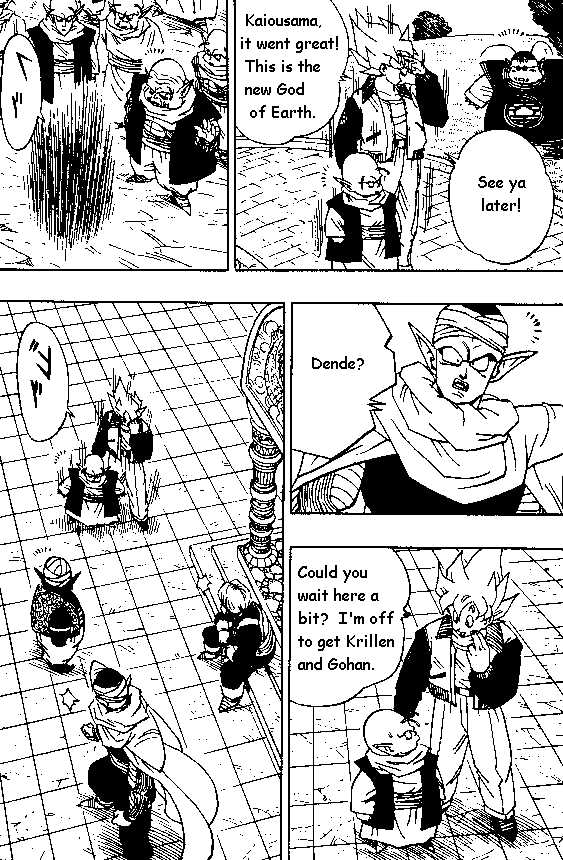 Kaiousama,
it went great!
This is the
new God
of Earth.
See ya
later!
Dende?
Could you
wait here a
bit? I'm off
to get Krillen
and Gohan.